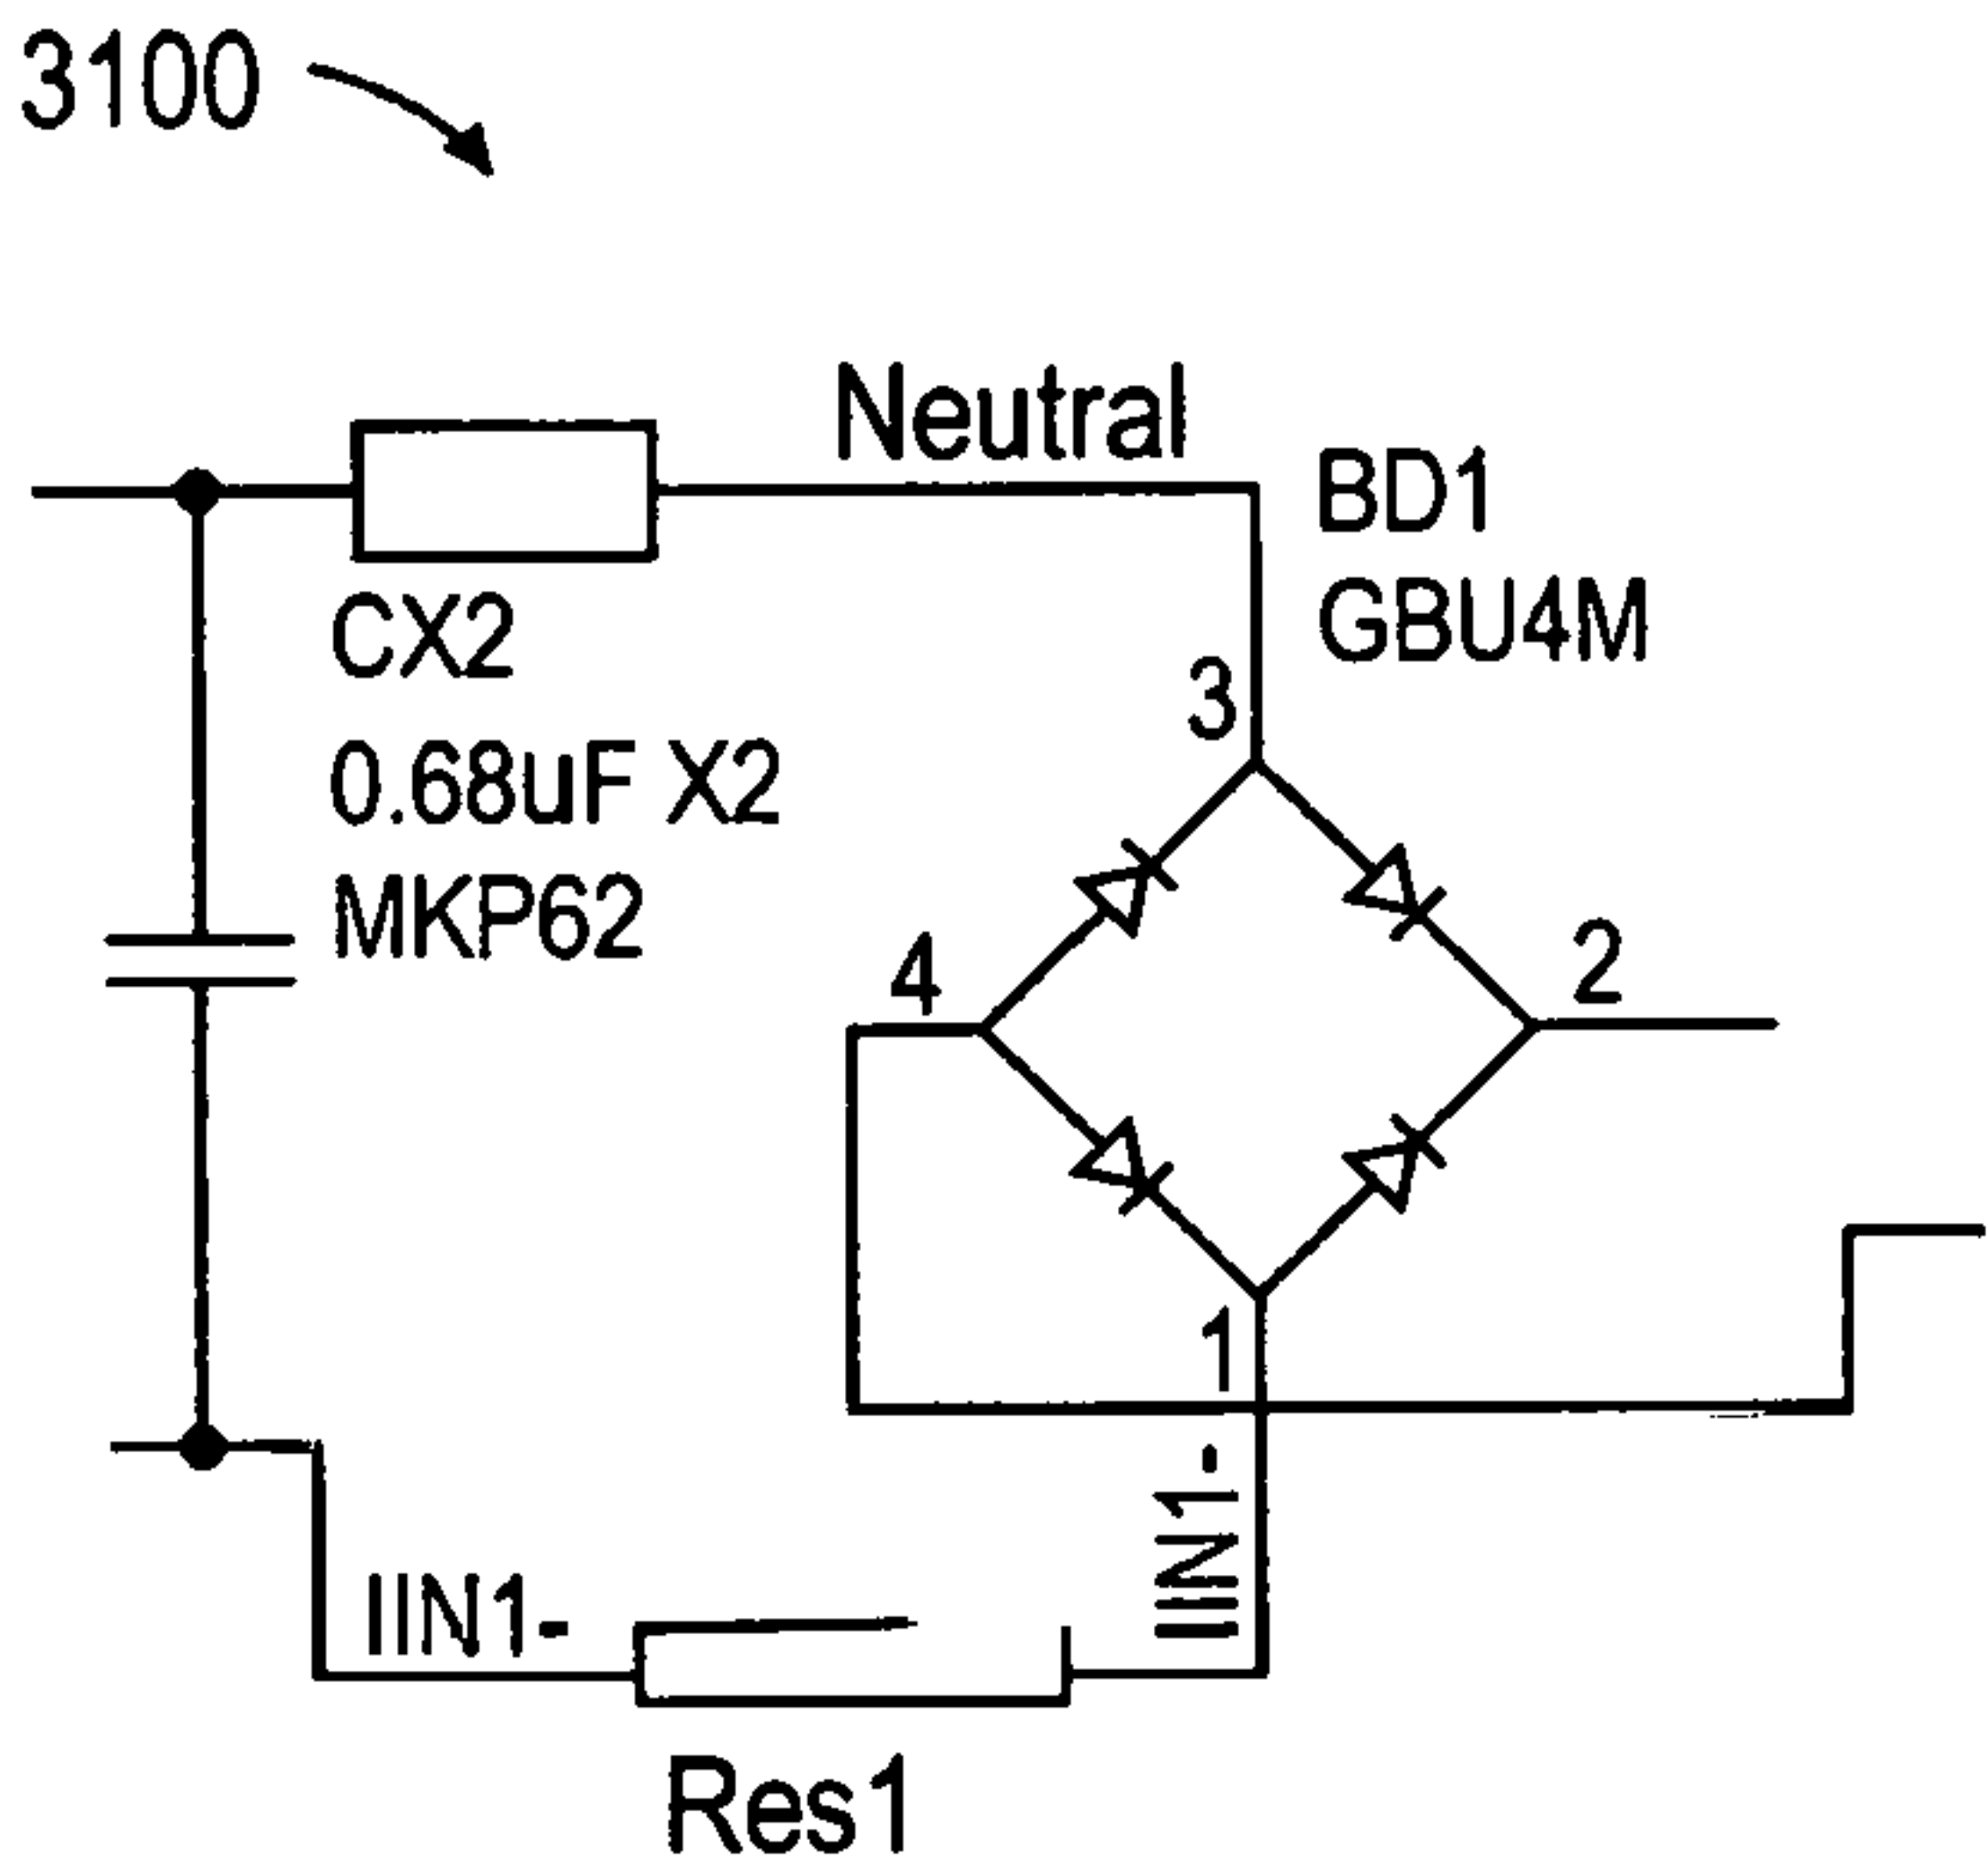 3100
Neutral
BD1
GBU4M
CX2
0.68uF X2
MKP62
3
4
2
1
IIN1-
IIN1-
Res1